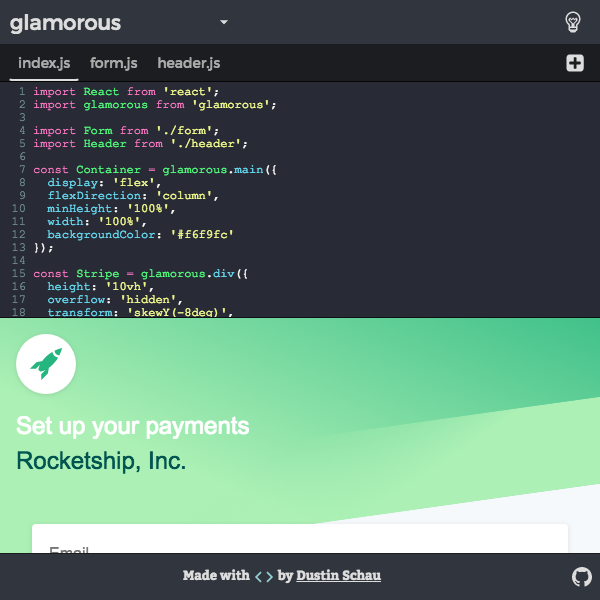 glamorous
index.js form.js header.js
1 import React from 'react';
2 import glamorous from 'glamorous';
3
4 import Form from './form';
5 import Header from './header';
6
7 const Container = glamorous.main({
8 display: 'flex',
9 flexDirection: 'column',
10 minHeight: '100%',
11 width: '100%',
12 backgroundColor: '#f6f9fc'
13 });
14
15 const Stripe = glamorous.div({
16 height: '10vh',
17 overflow: 'hidden',
18 transform: 'skewY(-8deg)',
Set up your payments
Rocketship, Inc.
Email
Made with <> by Dustin Schau